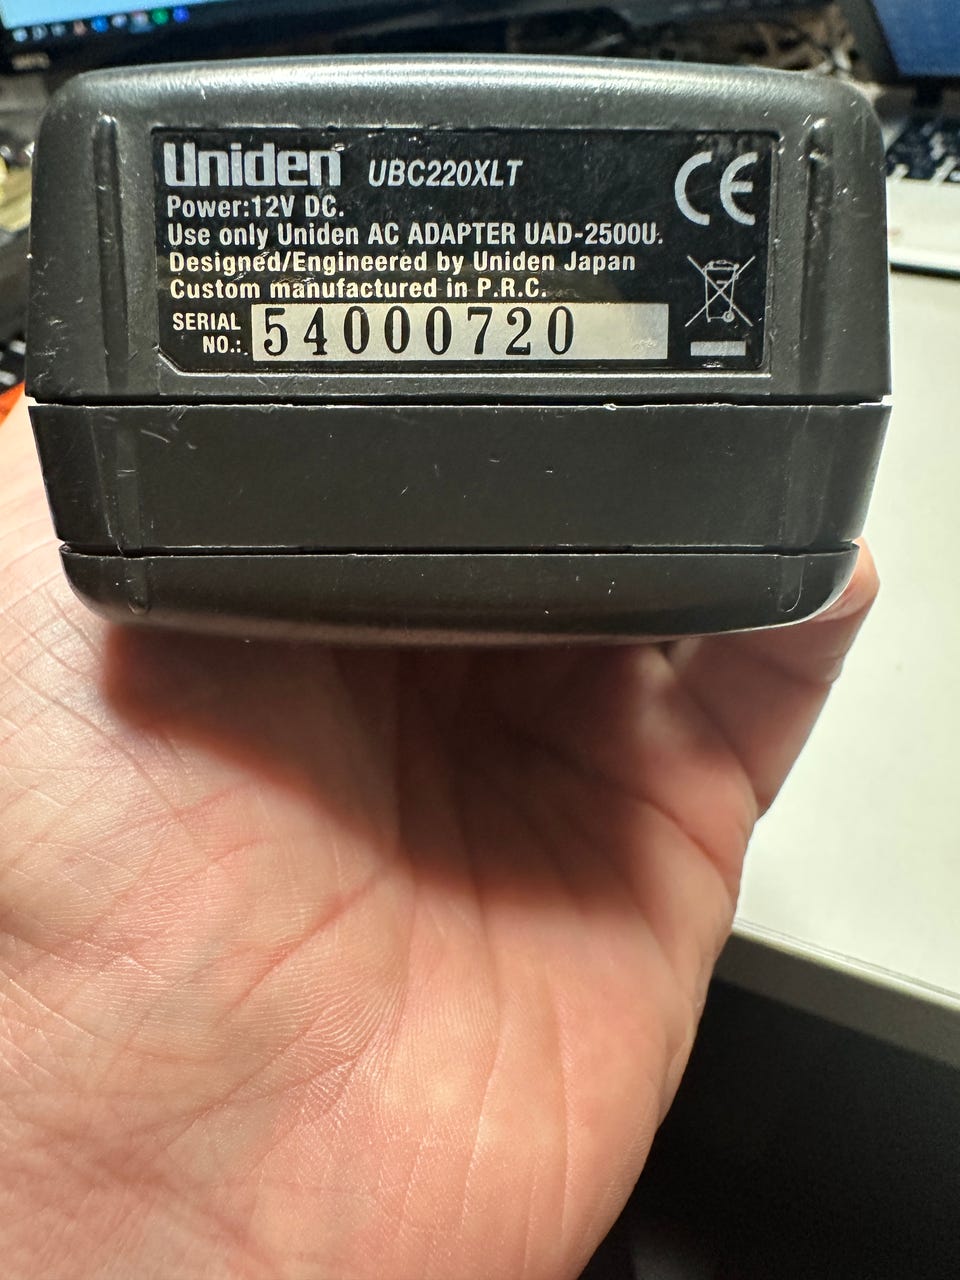 Uniden UBC220XLT
CE
Power:12V DC.
Use only Uniden AC ADAPTER UAD-2500U.
Designed/Engineered by Uniden Japan
Custom manufactured in P.R.C.
SERIAL NO.: 54000720